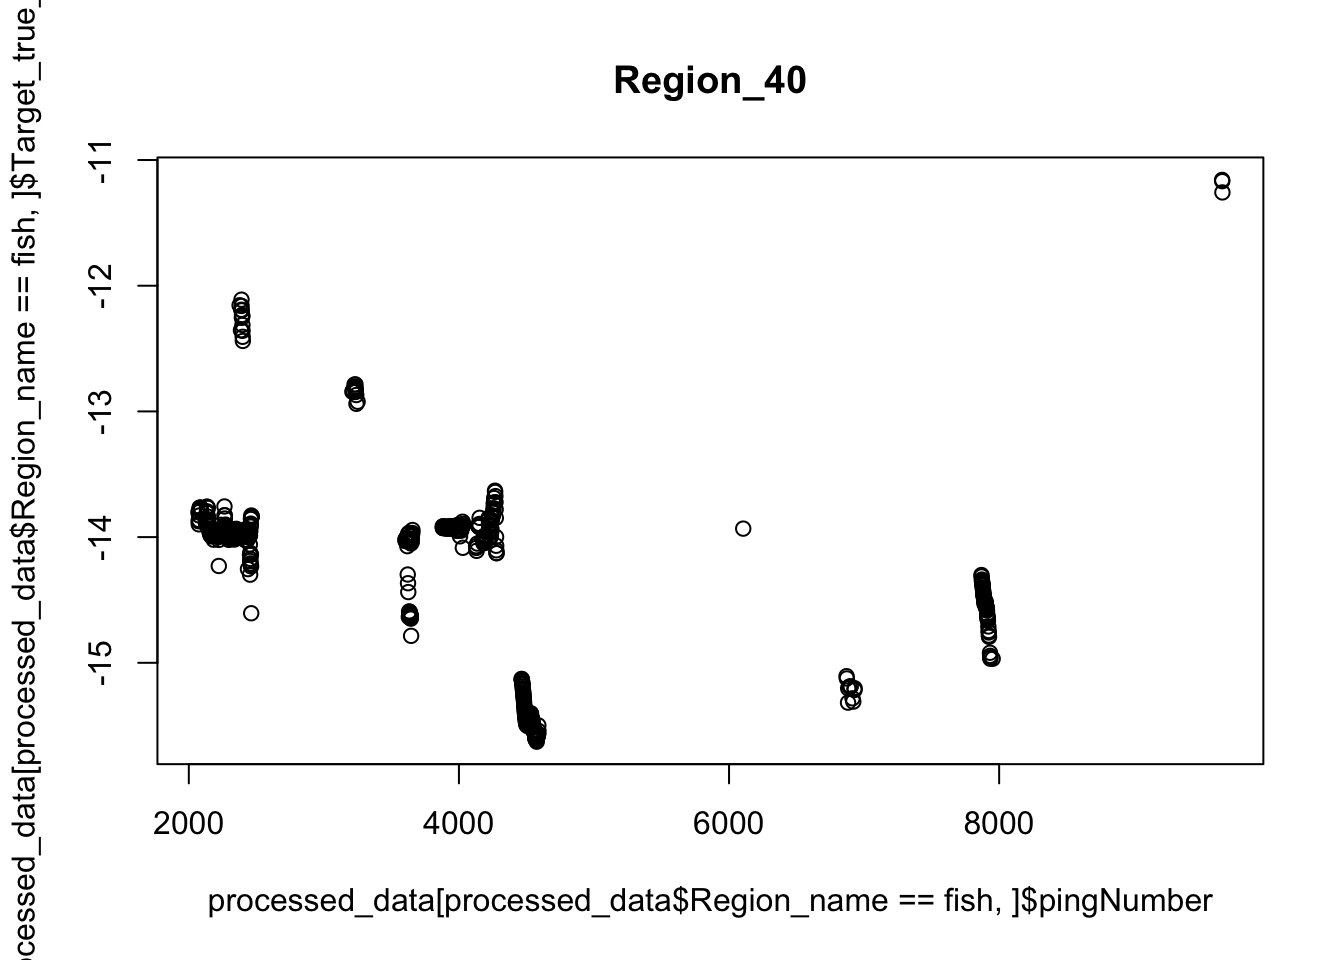 Region_40
processed_data[processed_data$Region_name == fish, ]$Target_true_
-11
-12
-13
-14
-15
2000 4000 6000 8000
processed_data[processed_data$Region_name == fish, ]$pingNumber